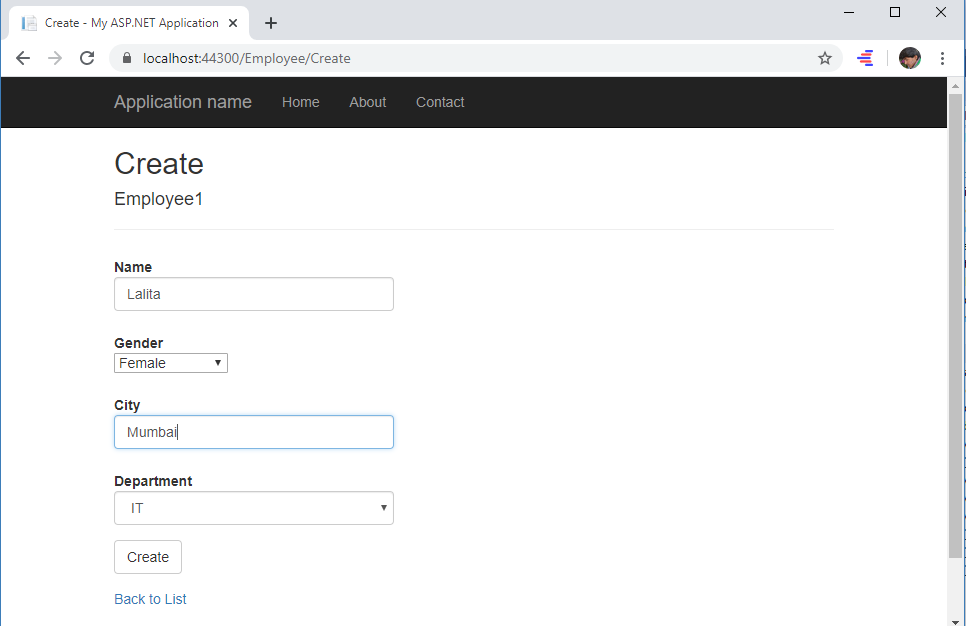 Create - My ASP.NET Application
localhost:44300/Employee/Create
Application name Home About Contact
Create
Employee1
Name
Lalita
Gender
Female
City
Mumbai
Department
IT
Create
Back to List